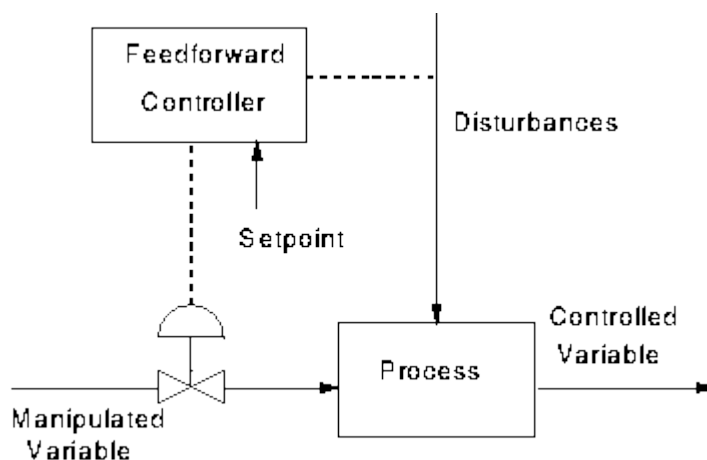 Feedforward
Controller
Disturbances
Setpoint
Controlled
Variable
Process
Manipulated
Variable